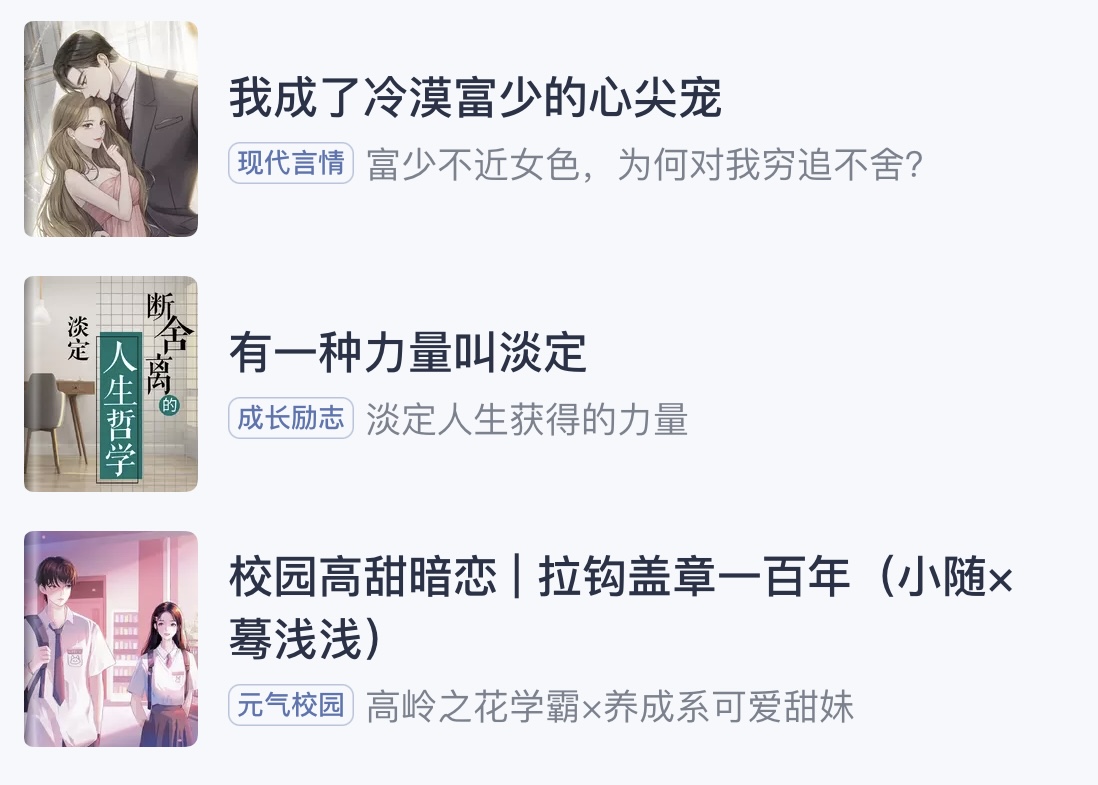 我成了冷漠富少的心尖宠
现代言情 富少不近女色，为何对我穷追不舍？
断舍离的
人生哲学
淡定
有一种力量叫淡定
成长励志 淡定人生获得的力量
校园高甜暗恋 | 拉钩盖章一百年（小随×
蓦浅浅）
元气校园 高岭之花学霸×养成系可爱甜妹